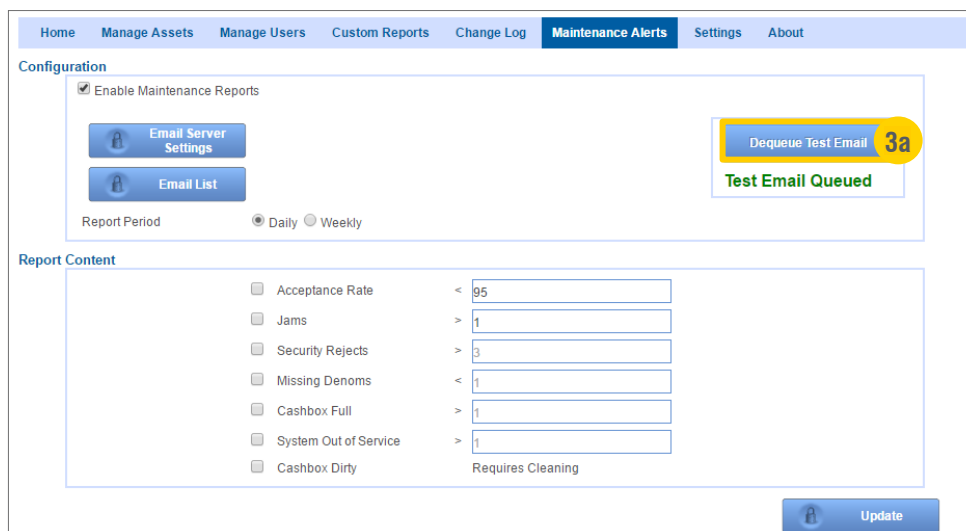 Home Manage Assets Manage Users Custom Reports Change Log Maintenance Alerts Settings About
Configuration
Enable Maintenance Reports
Email Server
Settings
Dequeue Test Email 3a
Email List
Test Email Queued
Report Period Daily Weekly
Report Content
Acceptance Rate < 95
Jams > 1
Security Rejects > 3
Missing Denoms < 1
Cashbox Full > 1
System Out of Service > 1
Cashbox Dirty Requires Cleaning
Update